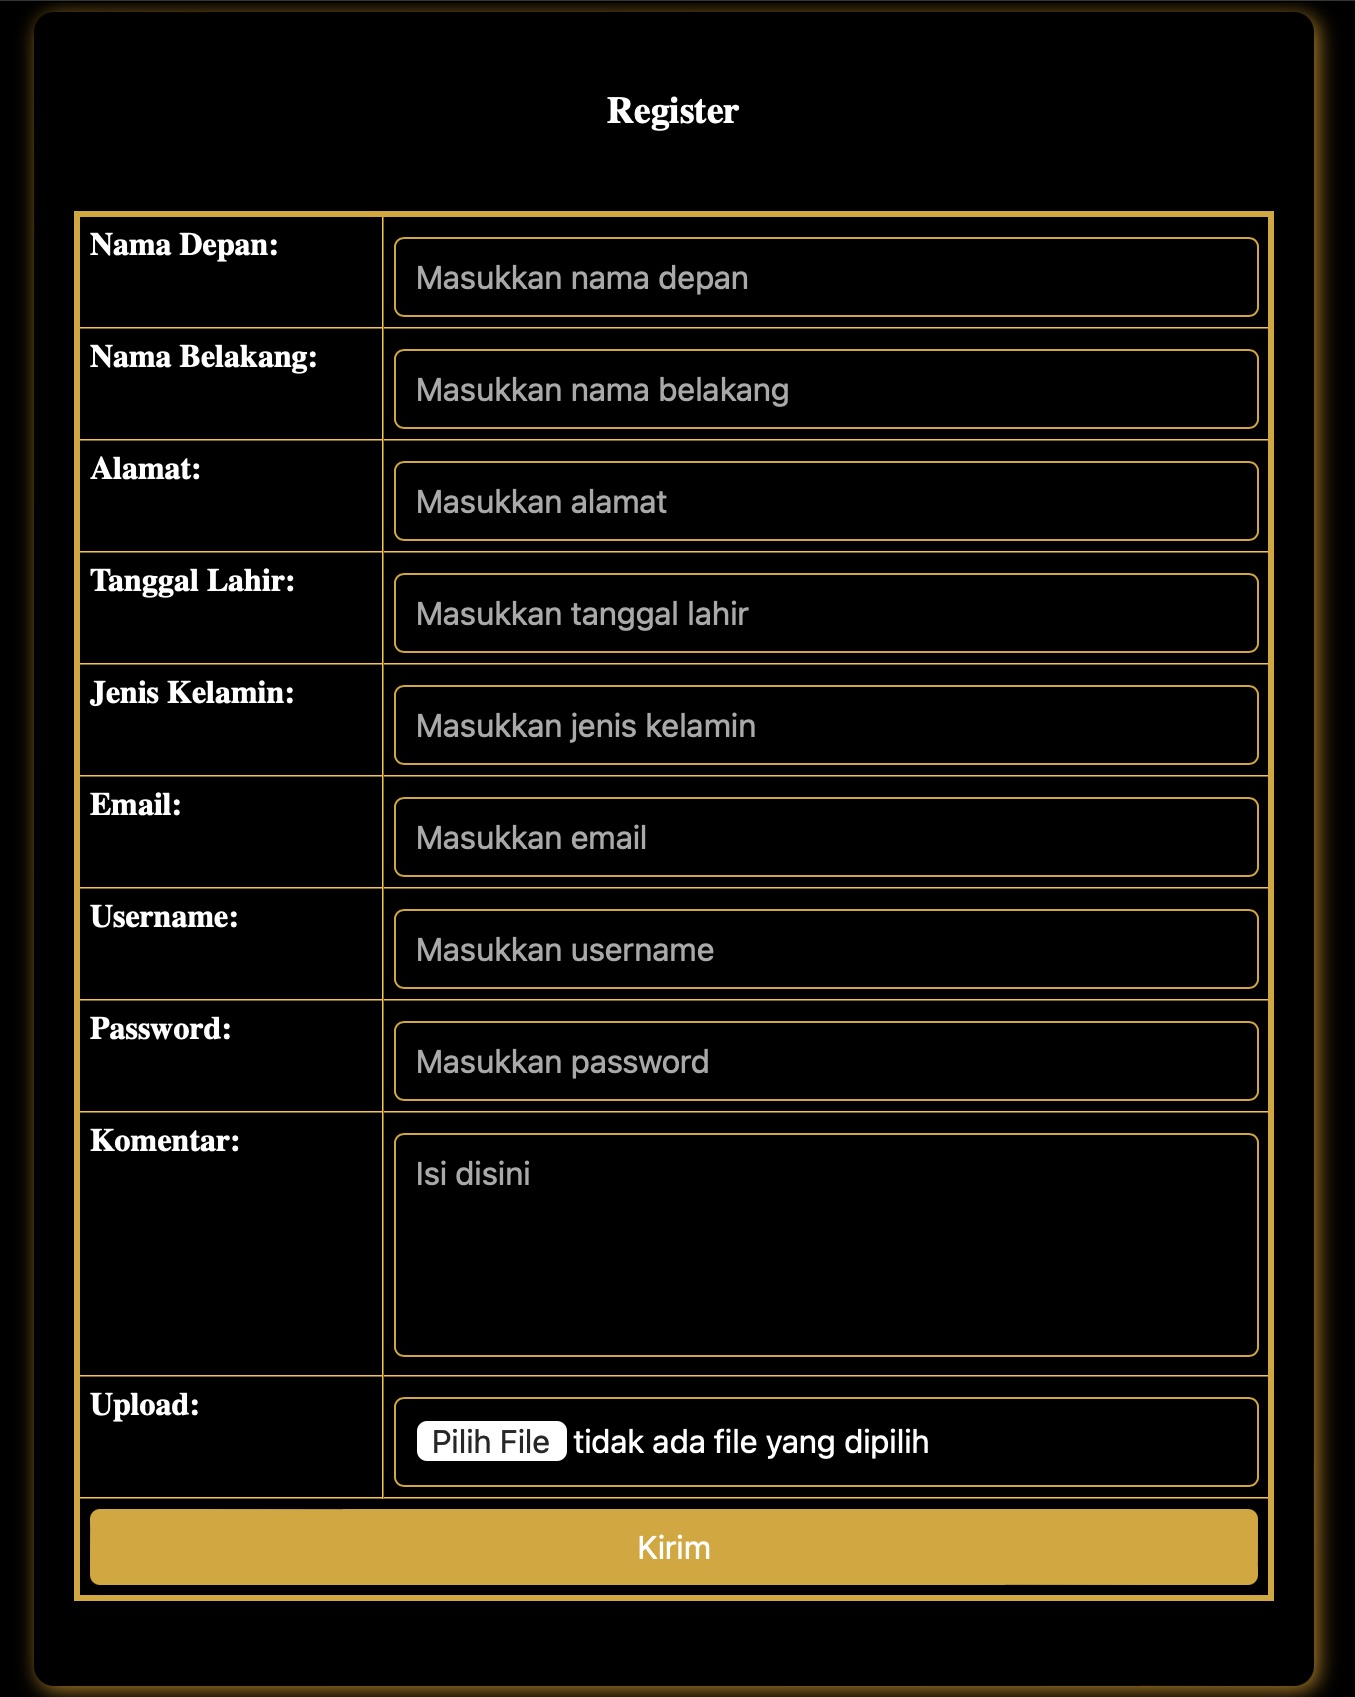 Register
Nama Depan:
Masukkan nama depan
Nama Belakang:
Masukkan nama belakang
Alamat:
Masukkan alamat
Tanggal Lahir:
Masukkan tanggal lahir
Jenis Kelamin:
Masukkan jenis kelamin
Email:
Masukkan email
Username:
Masukkan username
Password:
Masukkan password
Komentar:
Isi disini
Upload:
Pilih File tidak ada file yang dipilih
Kirim